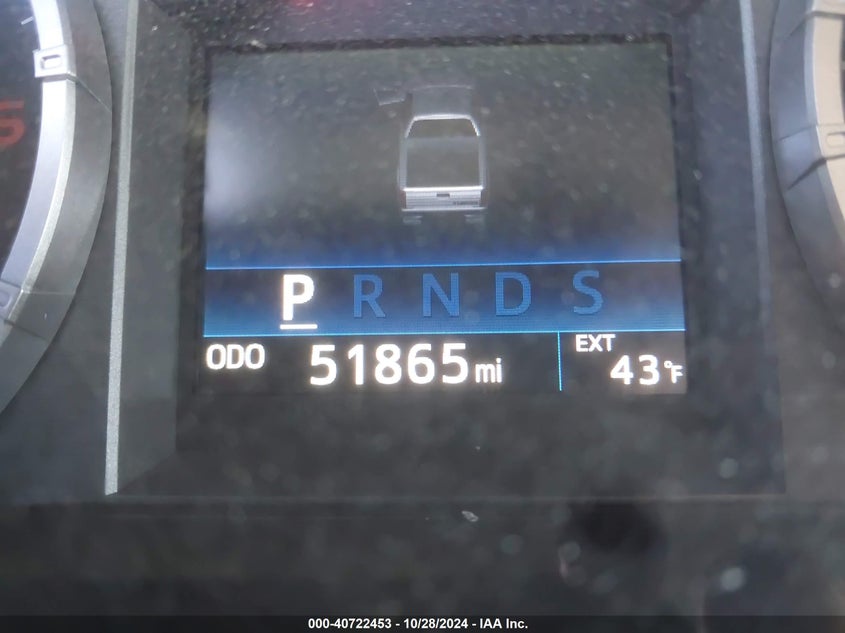 P R N D S
ODO 51865 mi EXT 43°F
000-40722453 - 10/28/2024 - IAA Inc.